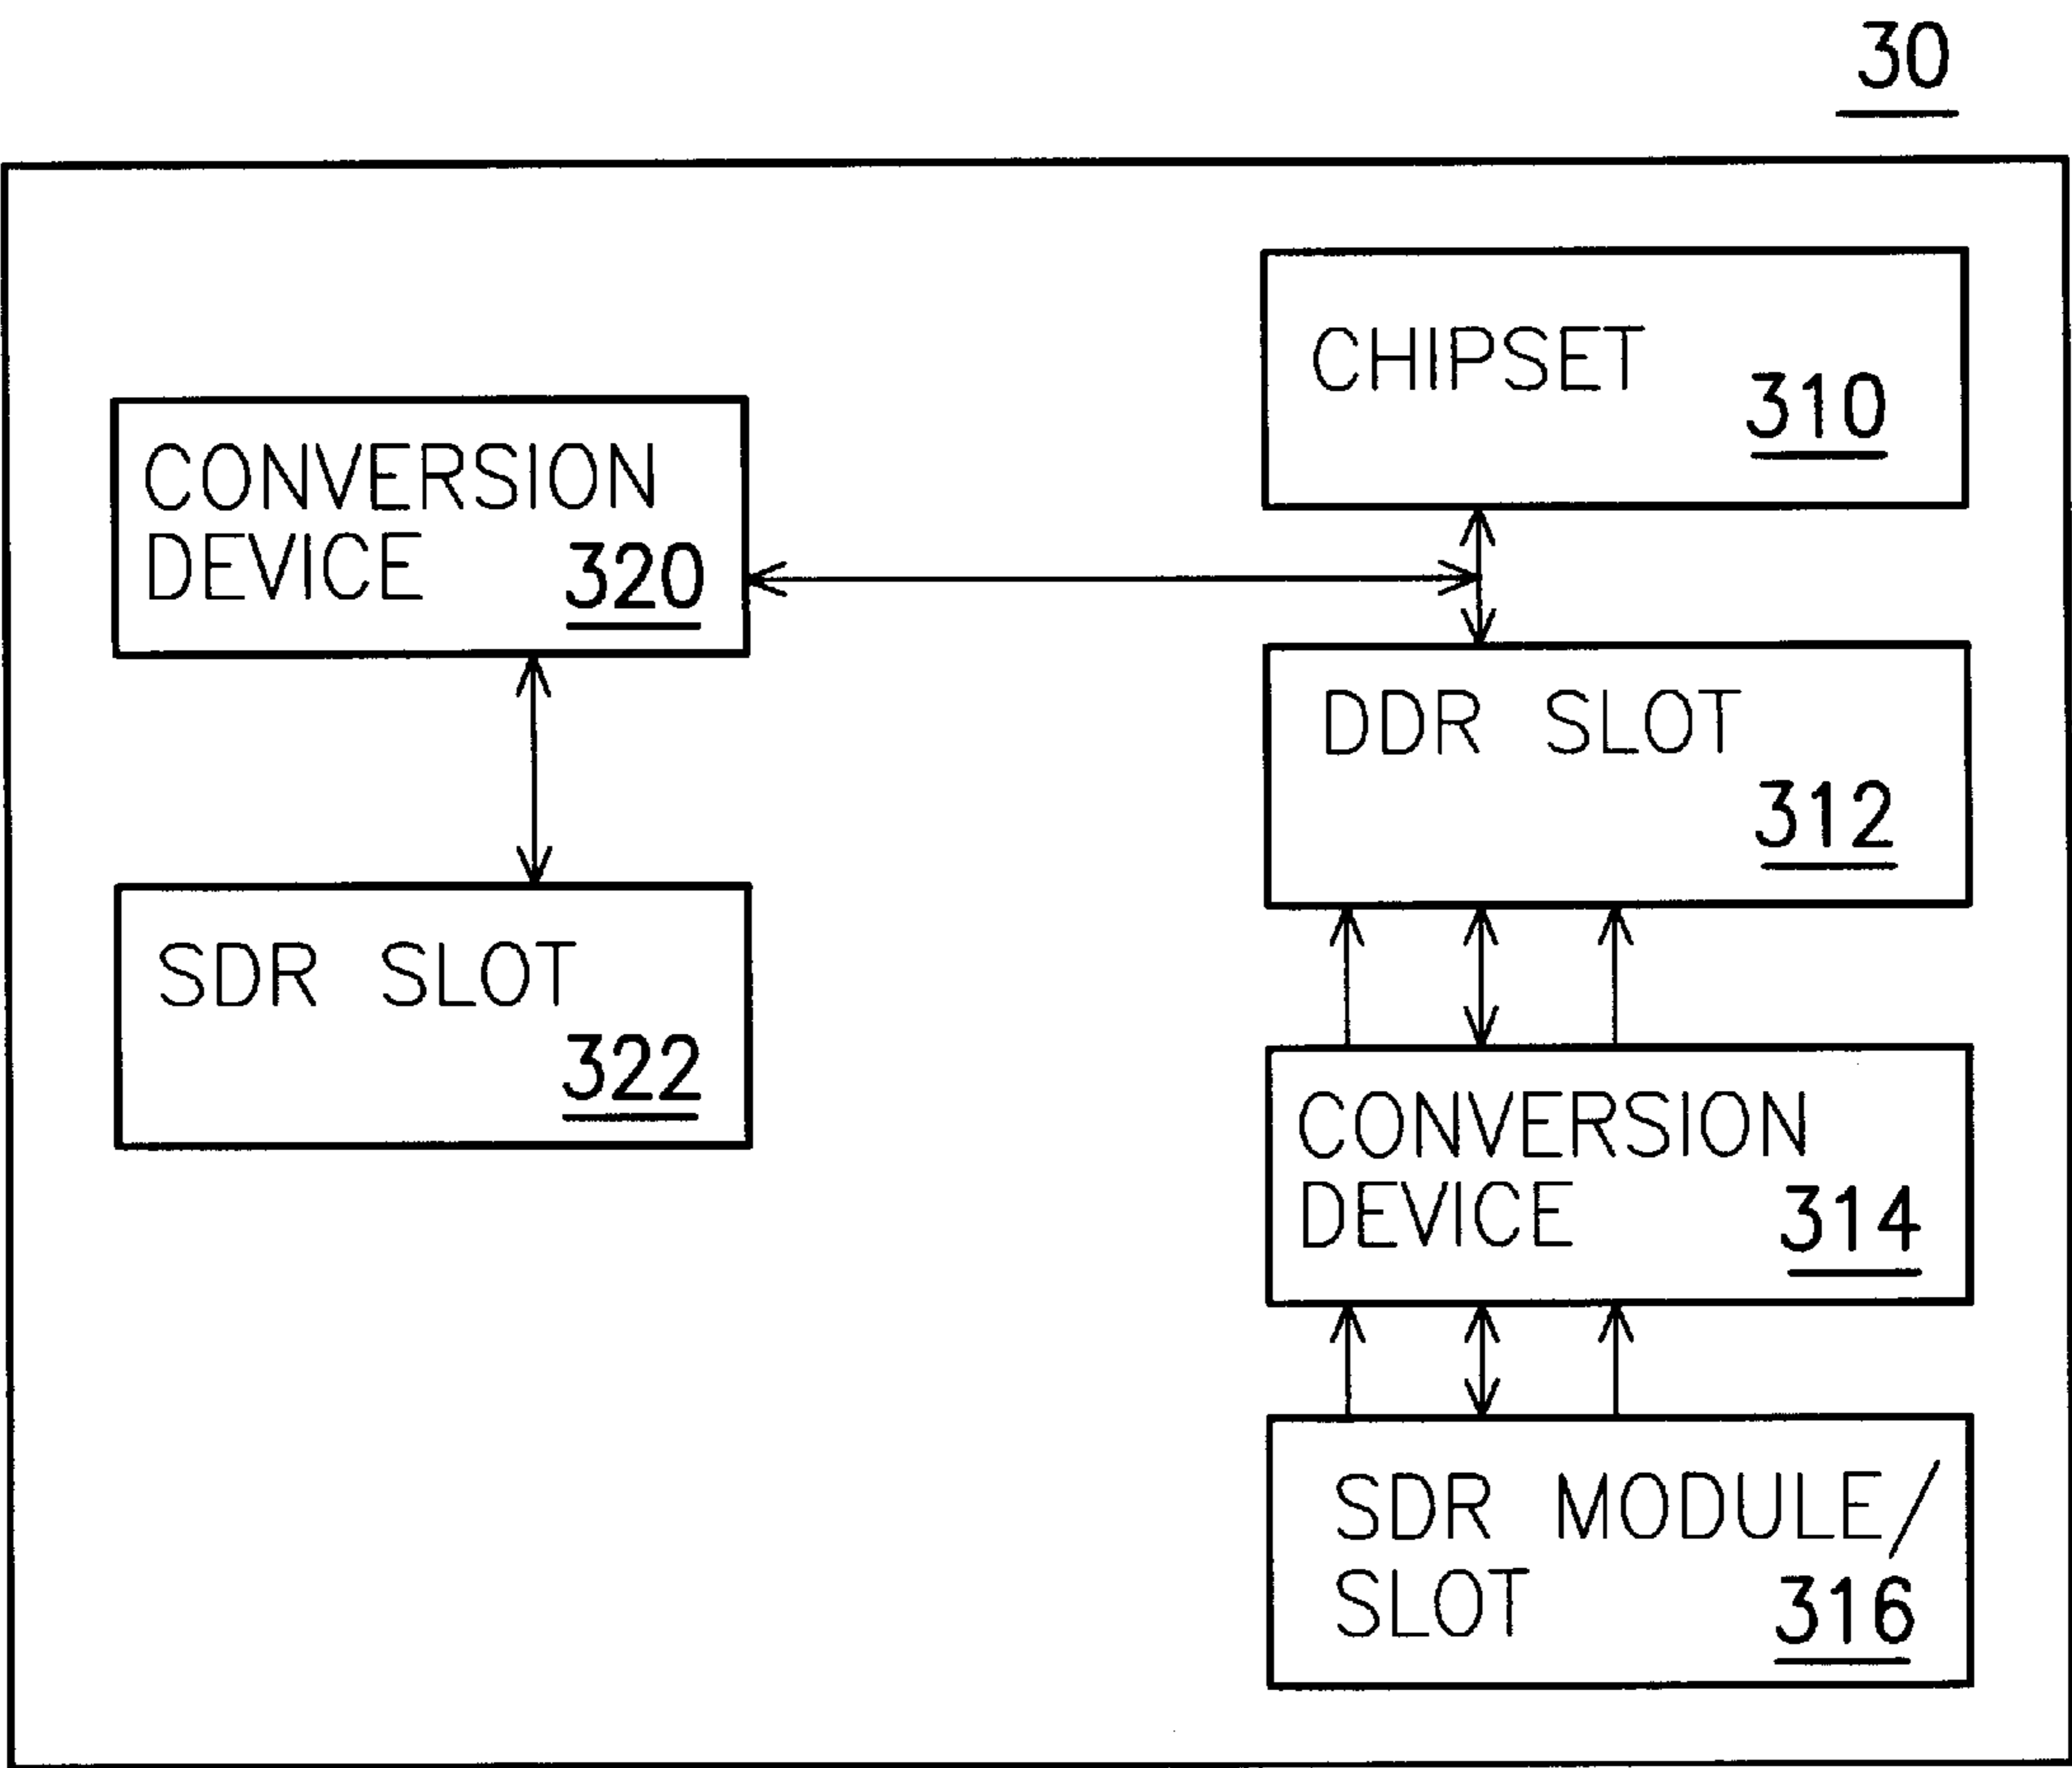 30
CHIPSET
310
CONVERSION
DEVICE 320
DDR SLOT
312
SDR SLOT
322
CONVERSION
DEVICE 314
SDR MODULE/
SLOT 316